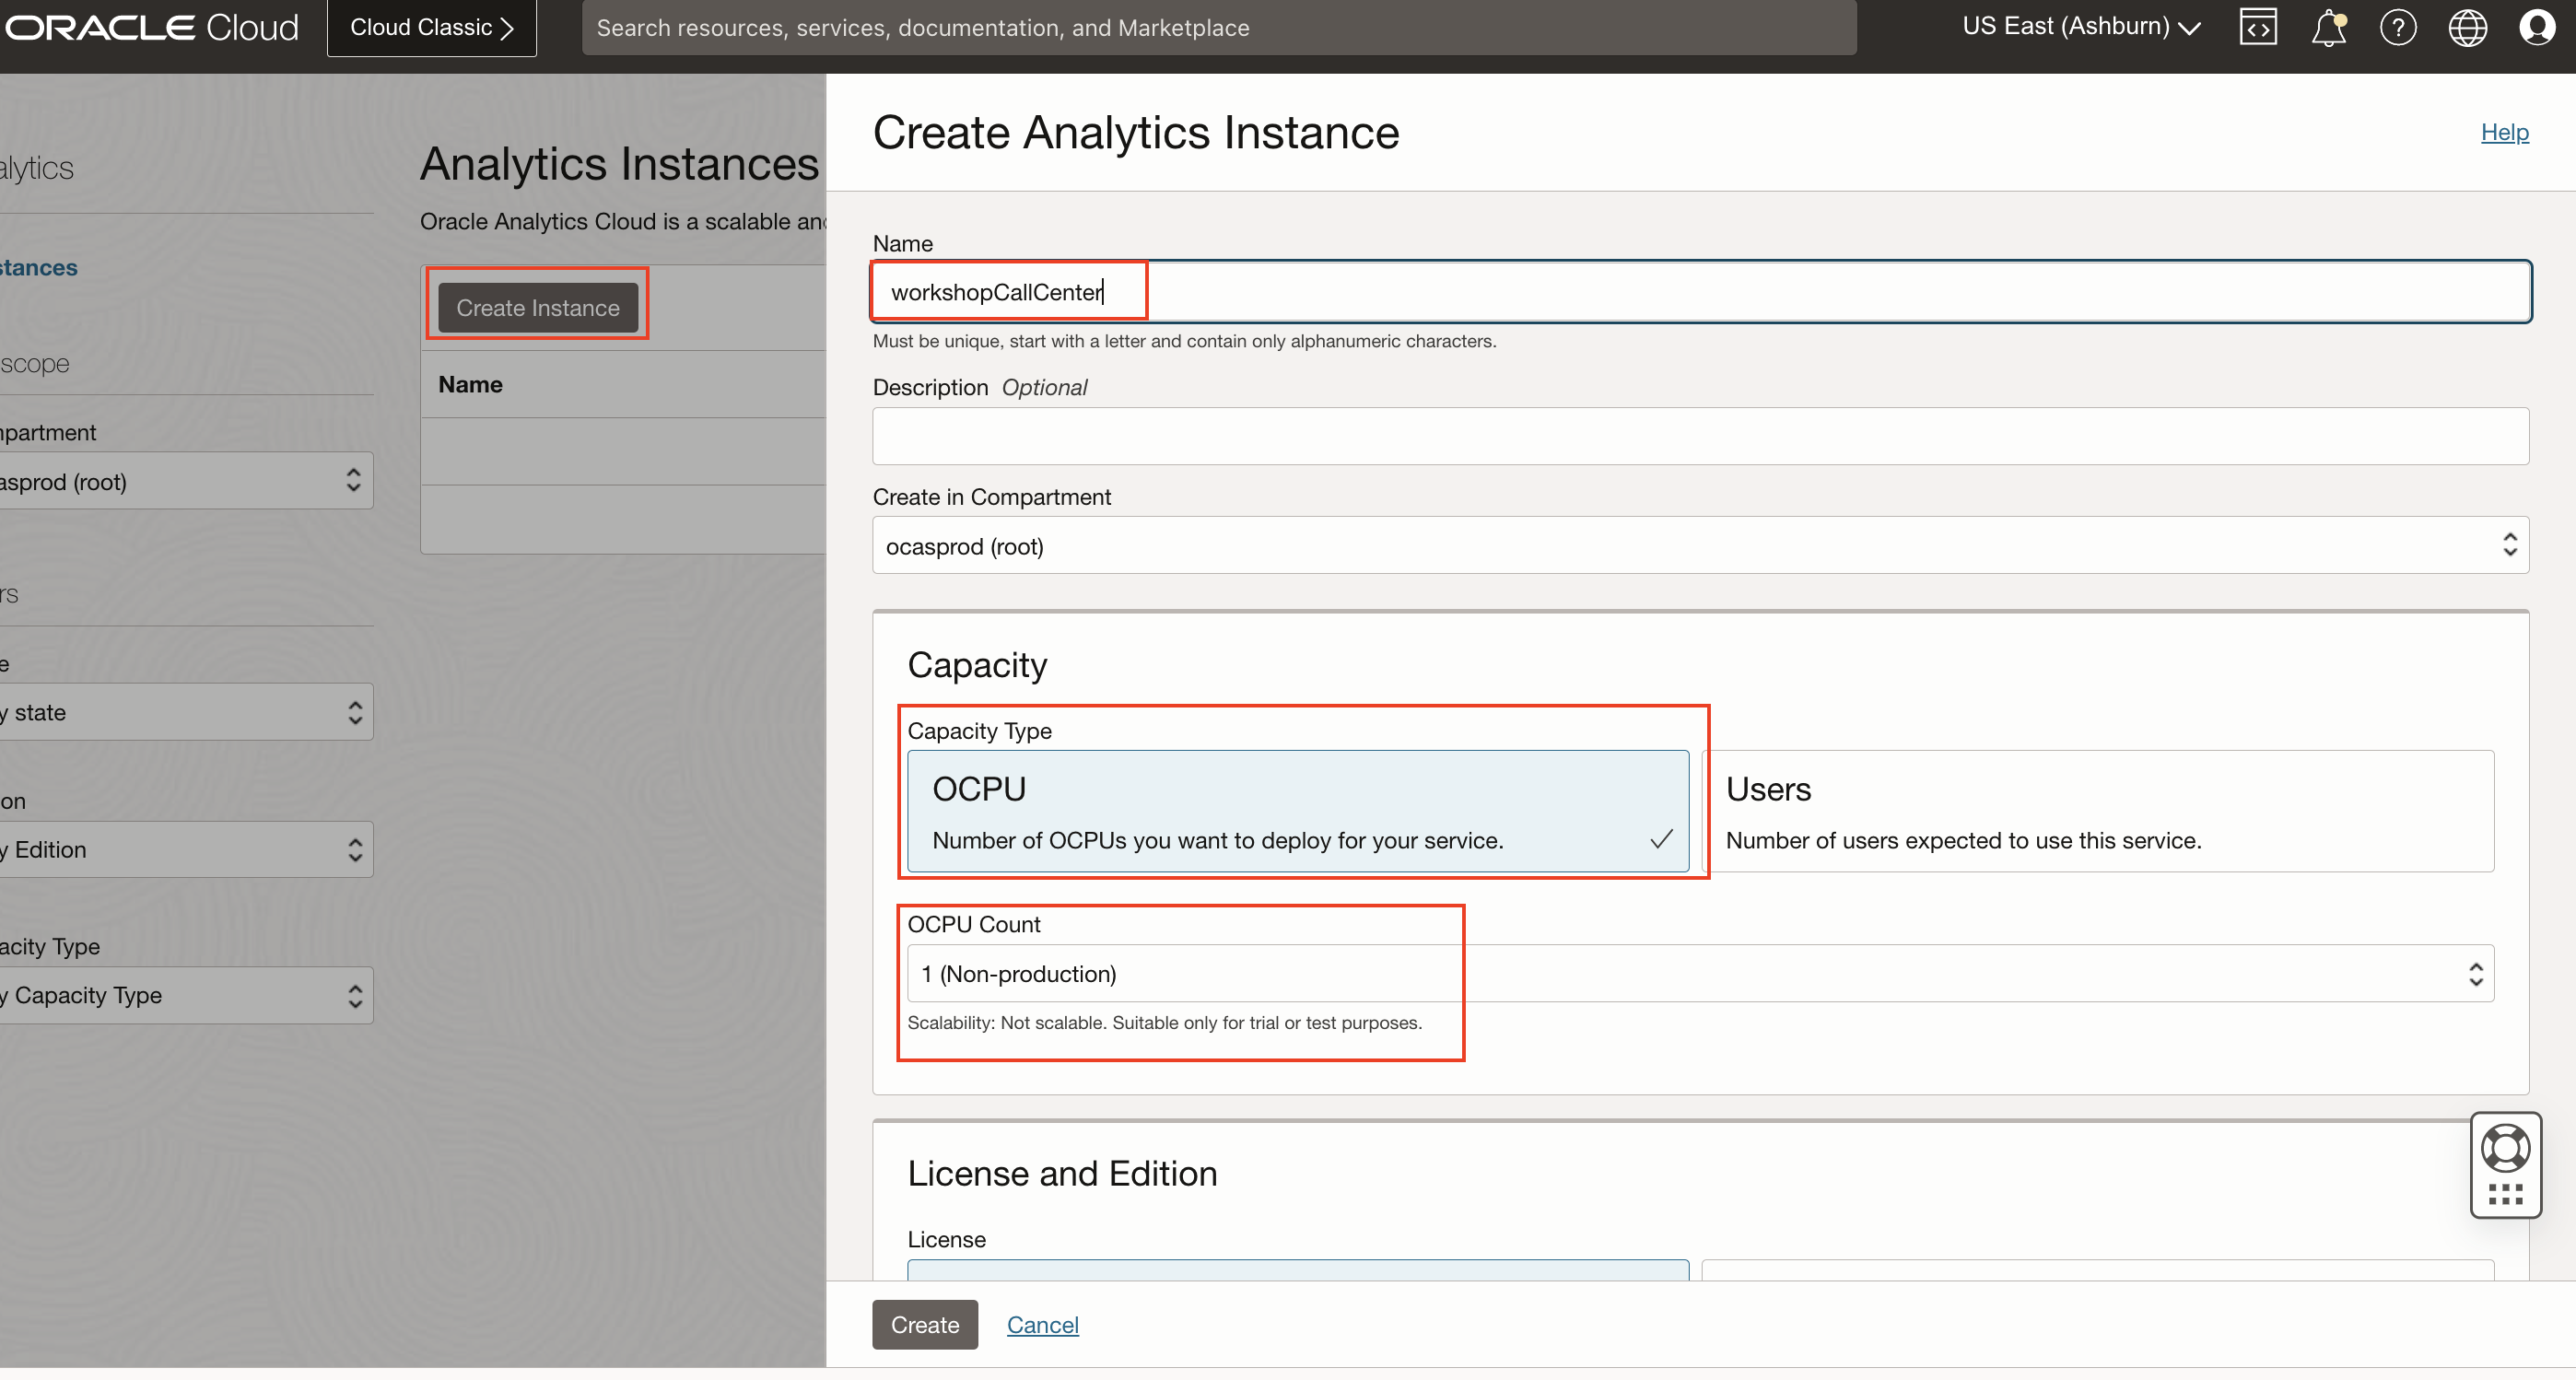 ORACLE Cloud
Cloud Classic
Search resources, services, documentation, and Marketplace
US East (Ashburn)
alytics
stances
scope
mpartment
asprod (root)
rs
e
y state
on
y Edition
acity Type
y Capacity Type
Analytics Instances
Oracle Analytics Cloud is a scalable and
Create Instance
Name
Create Analytics Instance
Help
Name
workshopCallCenter
Must be unique, start with a letter and contain only alphanumeric characters.
Description Optional
Create in Compartment
ocasprod (root)
Capacity
Capacity Type
OCPU
Number of OCPUs you want to deploy for your service.
Users
Number of users expected to use this service.
OCPU Count
1 (Non-production)
Scalability: Not scalable. Suitable only for trial or test purposes.
License and Edition
License
Create
Cancel